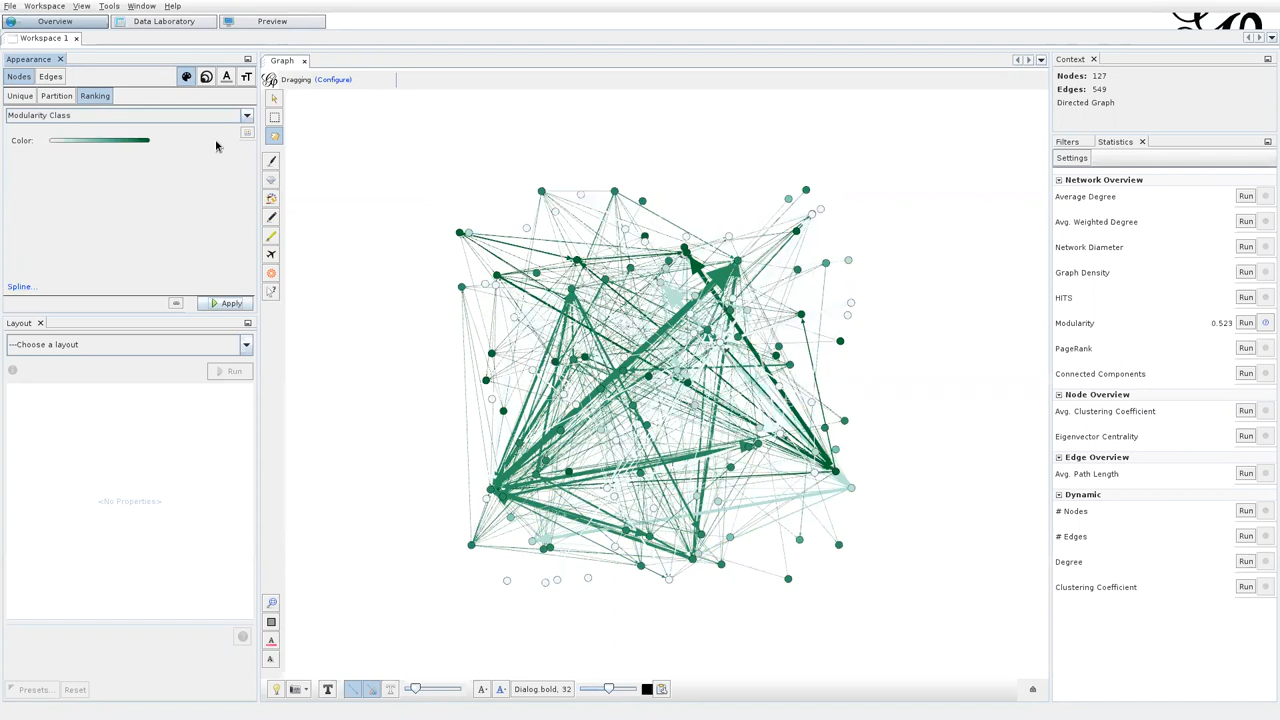 File Workspace View Tools Window Help
Overview Data Laboratory Preview
Workspace 1
Appearance
Nodes Edges
Unique Partition Ranking
Modularity Class
Color:
Spline...
Apply
Layout
---Choose a layout
Run
<No Properties>
Presets... Reset
Graph
Dragging (Configure)
Dialog.bold, 32
Context
Nodes: 127
Edges: 549
Directed Graph
Filters Statistics
Settings
Network Overview
Average Degree Run
Avg. Weighted Degree Run
Network Diameter Run
Graph Density Run
HITS Run
Modularity 0.523 Run
PageRank Run
Connected Components Run
Node Overview
Avg. Clustering Coefficient Run
Eigenvector Centrality Run
Edge Overview
Avg. Path Length Run
Dynamic
# Nodes Run
# Edges Run
Degree Run
Clustering Coefficient Run